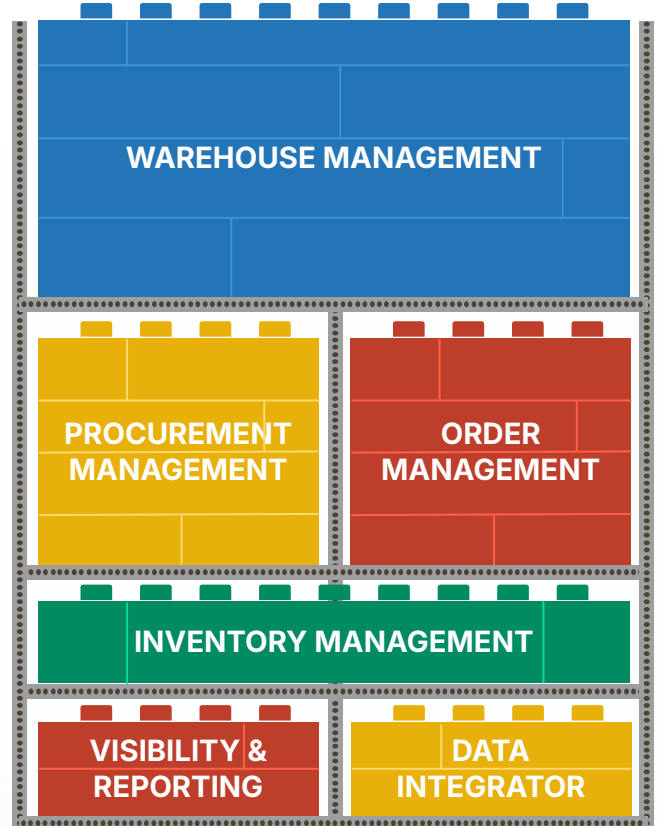 WAREHOUSE MANAGEMENT
PROCUREMENT
MANAGEMENT
ORDER
MANAGEMENT
INVENTORY MANAGEMENT
VISIBILITY &
REPORTING
DATA
INTEGRATOR